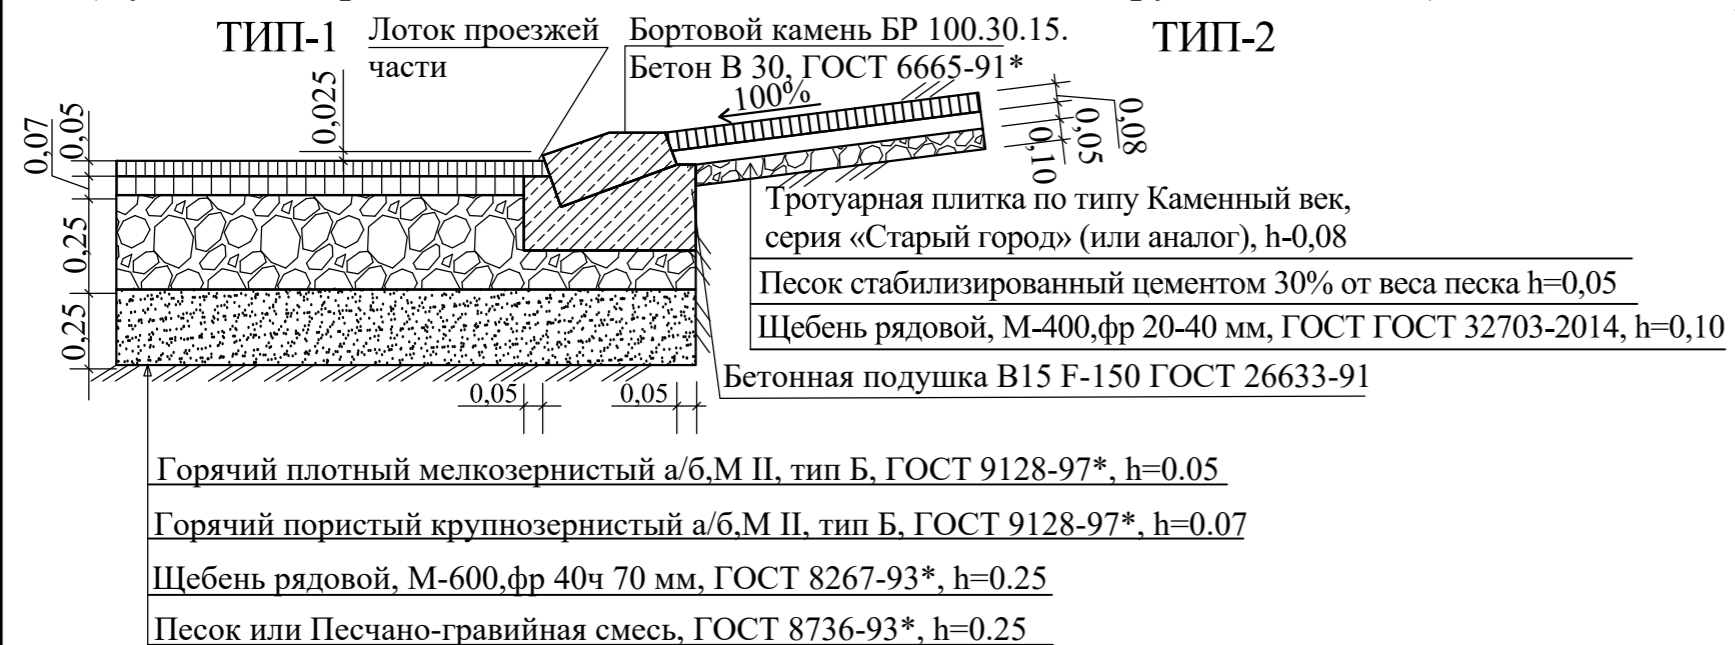 ТИП-1
Лоток проезжей
части
Бортовой камень БР 100.30.15.
Бетон В 30, ГОСТ 6665-91*
ТИП-2
100%
0,025
0,07
0,05
0,25
0,25
0,08
0,05
0,10
Тротуарная плитка по типу Каменный век,
серия «Старый город» (или аналог), h-0,08
Песок стабилизированный цементом 30% от веса песка h=0,05
Щебень рядовой, М-400,фр 20-40 мм, ГОСТ ГОСТ 32703-2014, h=0,10
Бетонная подушка В15 F-150 ГОСТ 26633-91
0,05
0,05
Горячий плотный мелкозернистый а/б,М II, тип Б, ГОСТ 9128-97*, h=0.05
Горячий пористый крупнозернистый а/б,М II, тип Б, ГОСТ 9128-97*, h=0.07
Щебень рядовой, М-600,фр 40ч 70 мм, ГОСТ 8267-93*, h=0.25
Песок или Песчано-гравийная смесь, ГОСТ 8736-93*, h=0.25